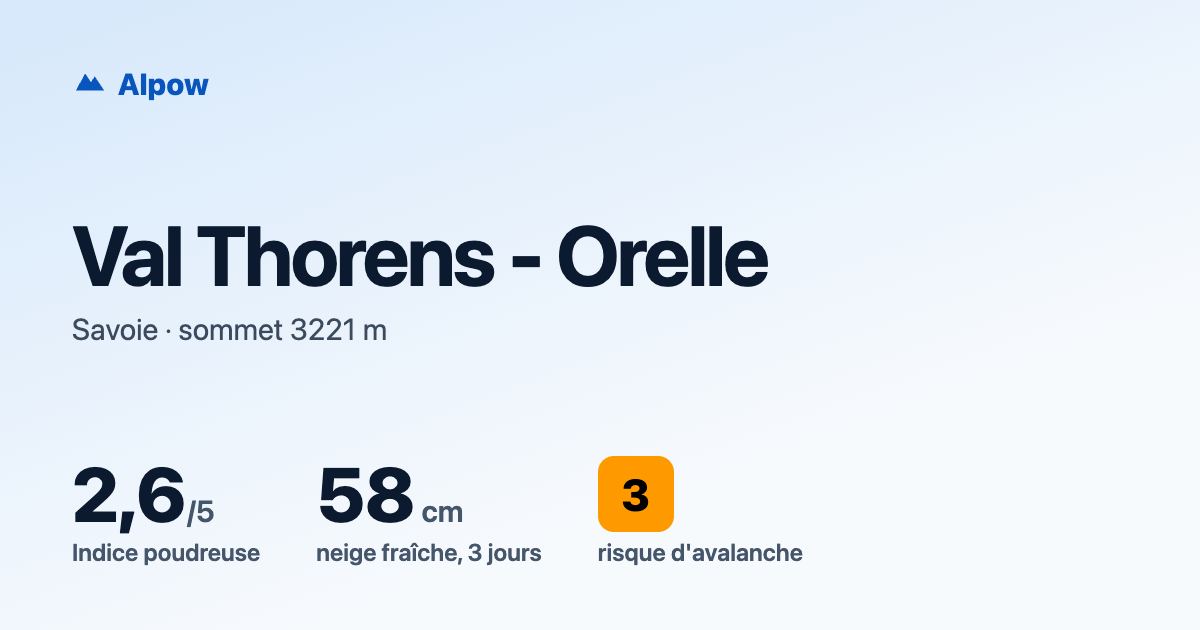 Alpow
Val Thorens - Orelle
Savoie · sommet 3221 m
2,6/5
Indice poudreuse
58 cm
neige fraîche, 3 jours
3
risque d'avalanche